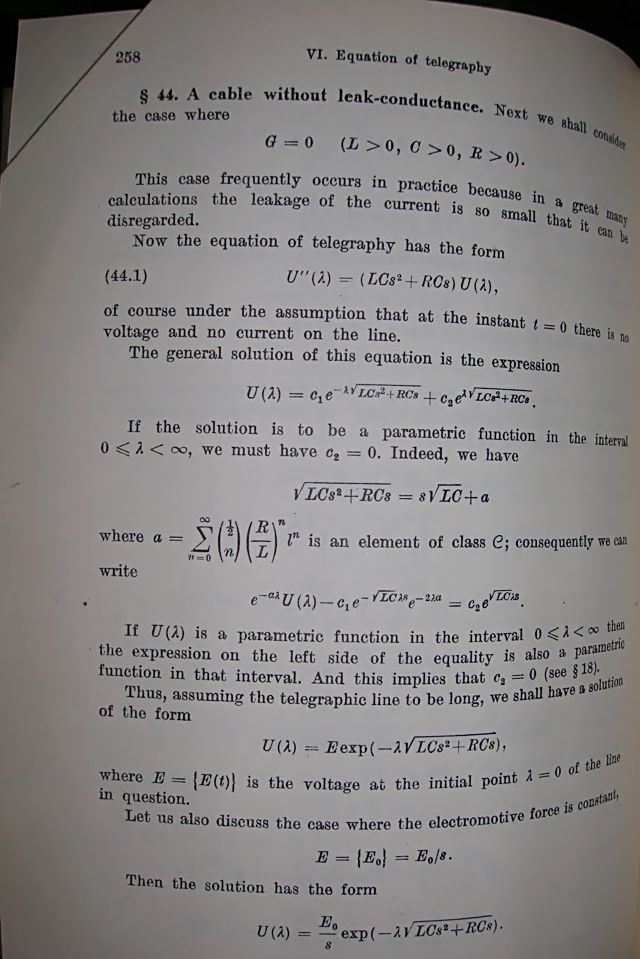 258
VI. Equation of telegraphy
§ 44. A cable without leak-conductance. Next we shall consider
the case where
G = 0 (L > 0, C > 0, R > 0).
This case frequently occurs in practice because in a great many
calculations the leakage of the current is so small that it can be
disregarded.
Now the equation of telegraphy has the form
(44.1) U''(λ) = (LCs² + RCs) U(λ),
of course under the assumption that at the instant t = 0 there is no
voltage and no current on the line.
The general solution of this equation is the expression
U(λ) = c₁e^{-λ√(LCs²+RCs)} + c₂e^{λ√(LCs²+RCs)}.
If the solution is to be a parametric function in the interval
0 ⩽ λ < ∞, we must have c₂ = 0. Indeed, we have
√(LCs²+RCs) = s√(LC) + a
where a = ∑_{n=0}^{∞} (½ n) (R/L)^n l^n is an element of class C; consequently we can
write
e^{-aλ}U(λ) − c₁e^{-√(LC)λs}e^{-2λa} = c₂e^{√(LC)λs}.
If U(λ) is a parametric function in the interval 0 ⩽ λ < ∞ then
the expression on the left side of the equality is also a parametric
function in that interval. And this implies that c₂ = 0 (see § 18).
Thus, assuming the telegraphic line to be long, we shall have a solution
of the form
U(λ) = E exp(−λ√(LCs²+RCs)),
where E = {E(t)} is the voltage at the initial point λ = 0 of the line
in question.
Let us also discuss the case where the electromotive force is constant,
E = {E₀} = E₀/s.
Then the solution has the form
U(λ) = E₀/s exp(−λ√(LCs²+RCs)).